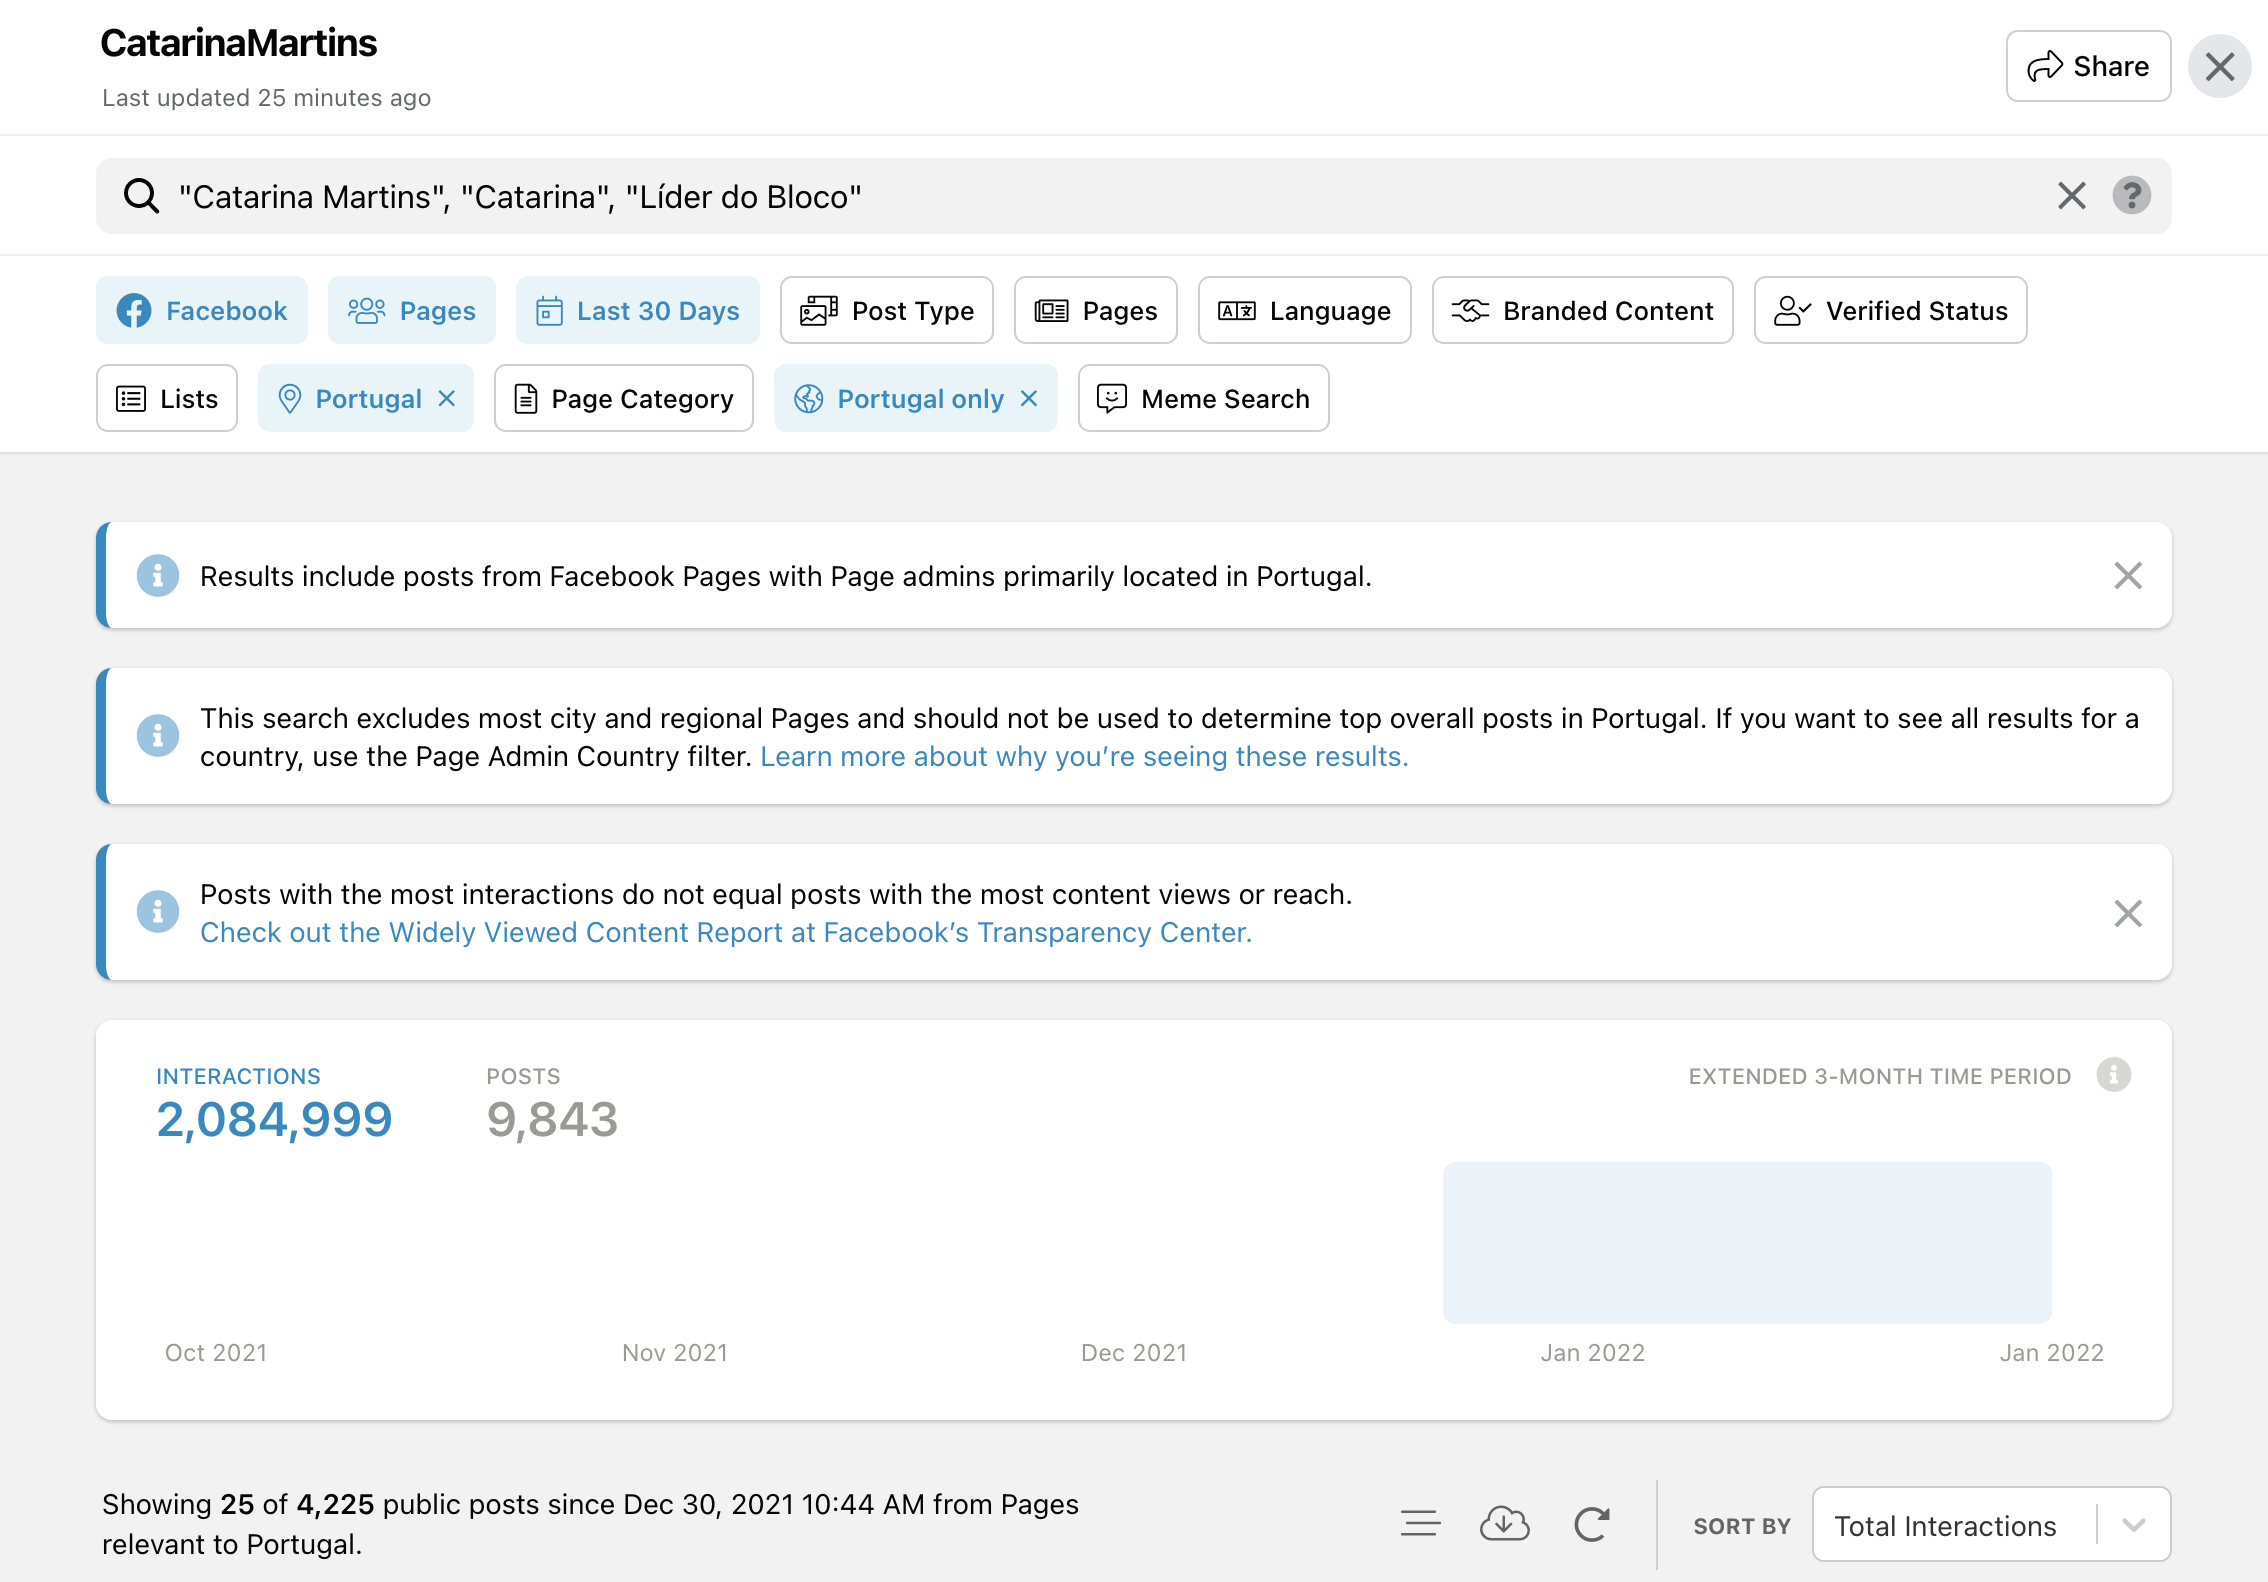 CatarinaMartins
Last updated 25 minutes ago
Share
"Catarina Martins", "Catarina", "Líder do Bloco"
Facebook
Pages
Last 30 Days
Post Type
Pages
Language
Branded Content
Verified Status
Lists
Portugal
Page Category
Portugal only
Meme Search
Results include posts from Facebook Pages with Page admins primarily located in Portugal.
This search excludes most city and regional Pages and should not be used to determine top overall posts in Portugal. If you want to see all results for a
country, use the Page Admin Country filter. Learn more about why you’re seeing these results.
Posts with the most interactions do not equal posts with the most content views or reach.
Check out the Widely Viewed Content Report at Facebook’s Transparency Center.
INTERACTIONS
2,084,999
POSTS
9,843
EXTENDED 3-MONTH TIME PERIOD
Oct 2021
Nov 2021
Dec 2021
Jan 2022
Jan 2022
Showing 25 of 4,225 public posts since Dec 30, 2021 10:44 AM from Pages
relevant to Portugal.
SORT BY
Total Interactions